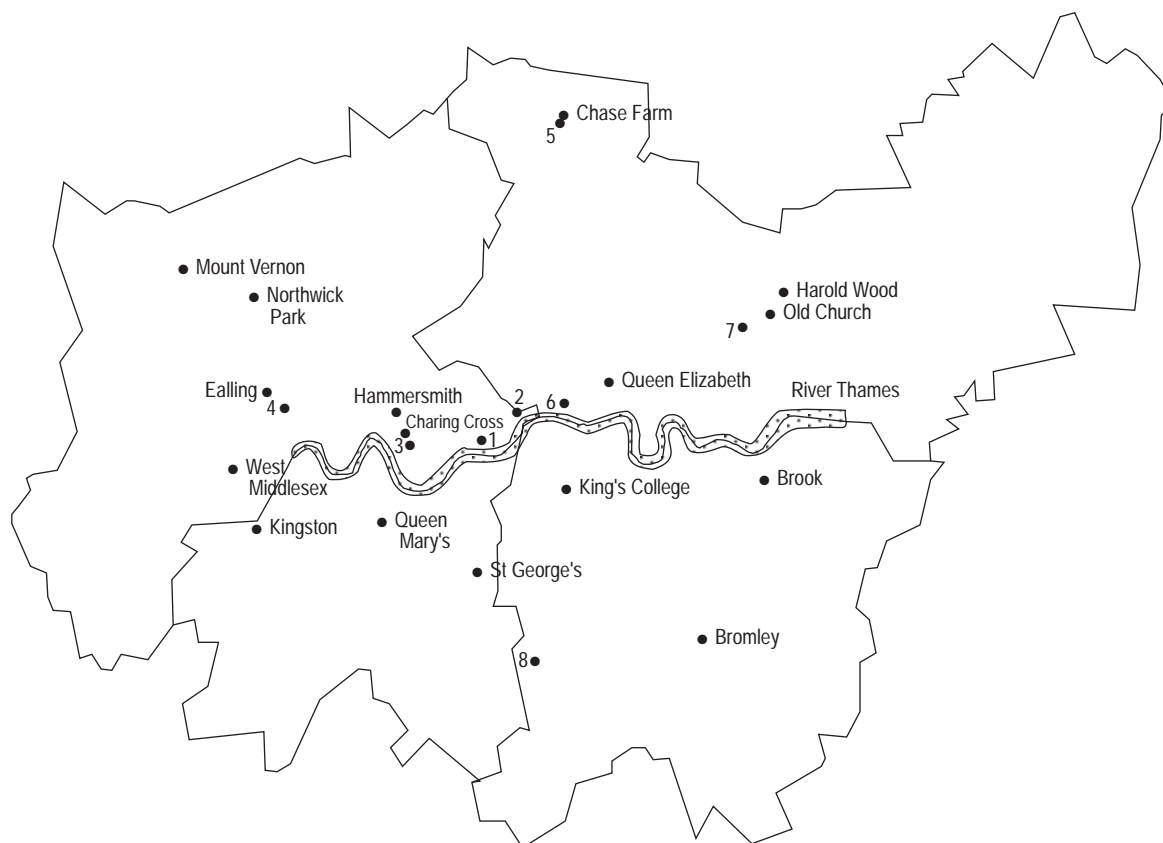 Chase Farm
5
Mount Vernon
Northwick
Park
Harold Wood
Old Church
7
Ealling
4
Hammersmith
Charing Cross
3
1
2
6
Queen Elizabeth
River Thames
West
Middlesex
King's College
Brook
Kingston
Queen
Mary's
St George's
Bromley
8